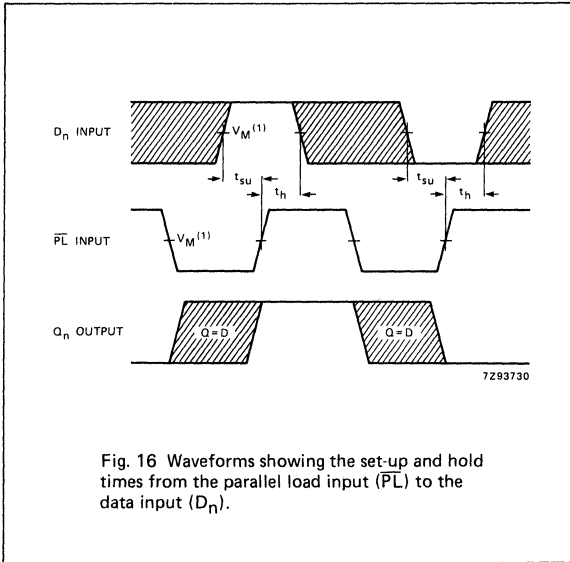 Dn INPUT
VM(1)
tsu
th
tsu
th
PL INPUT
VM(1)
Qn OUTPUT
Q=D
Q=D
7Z93730
Fig. 16 Waveforms showing the set-up and hold
times from the parallel load input (PL) to the
data input (Dn).